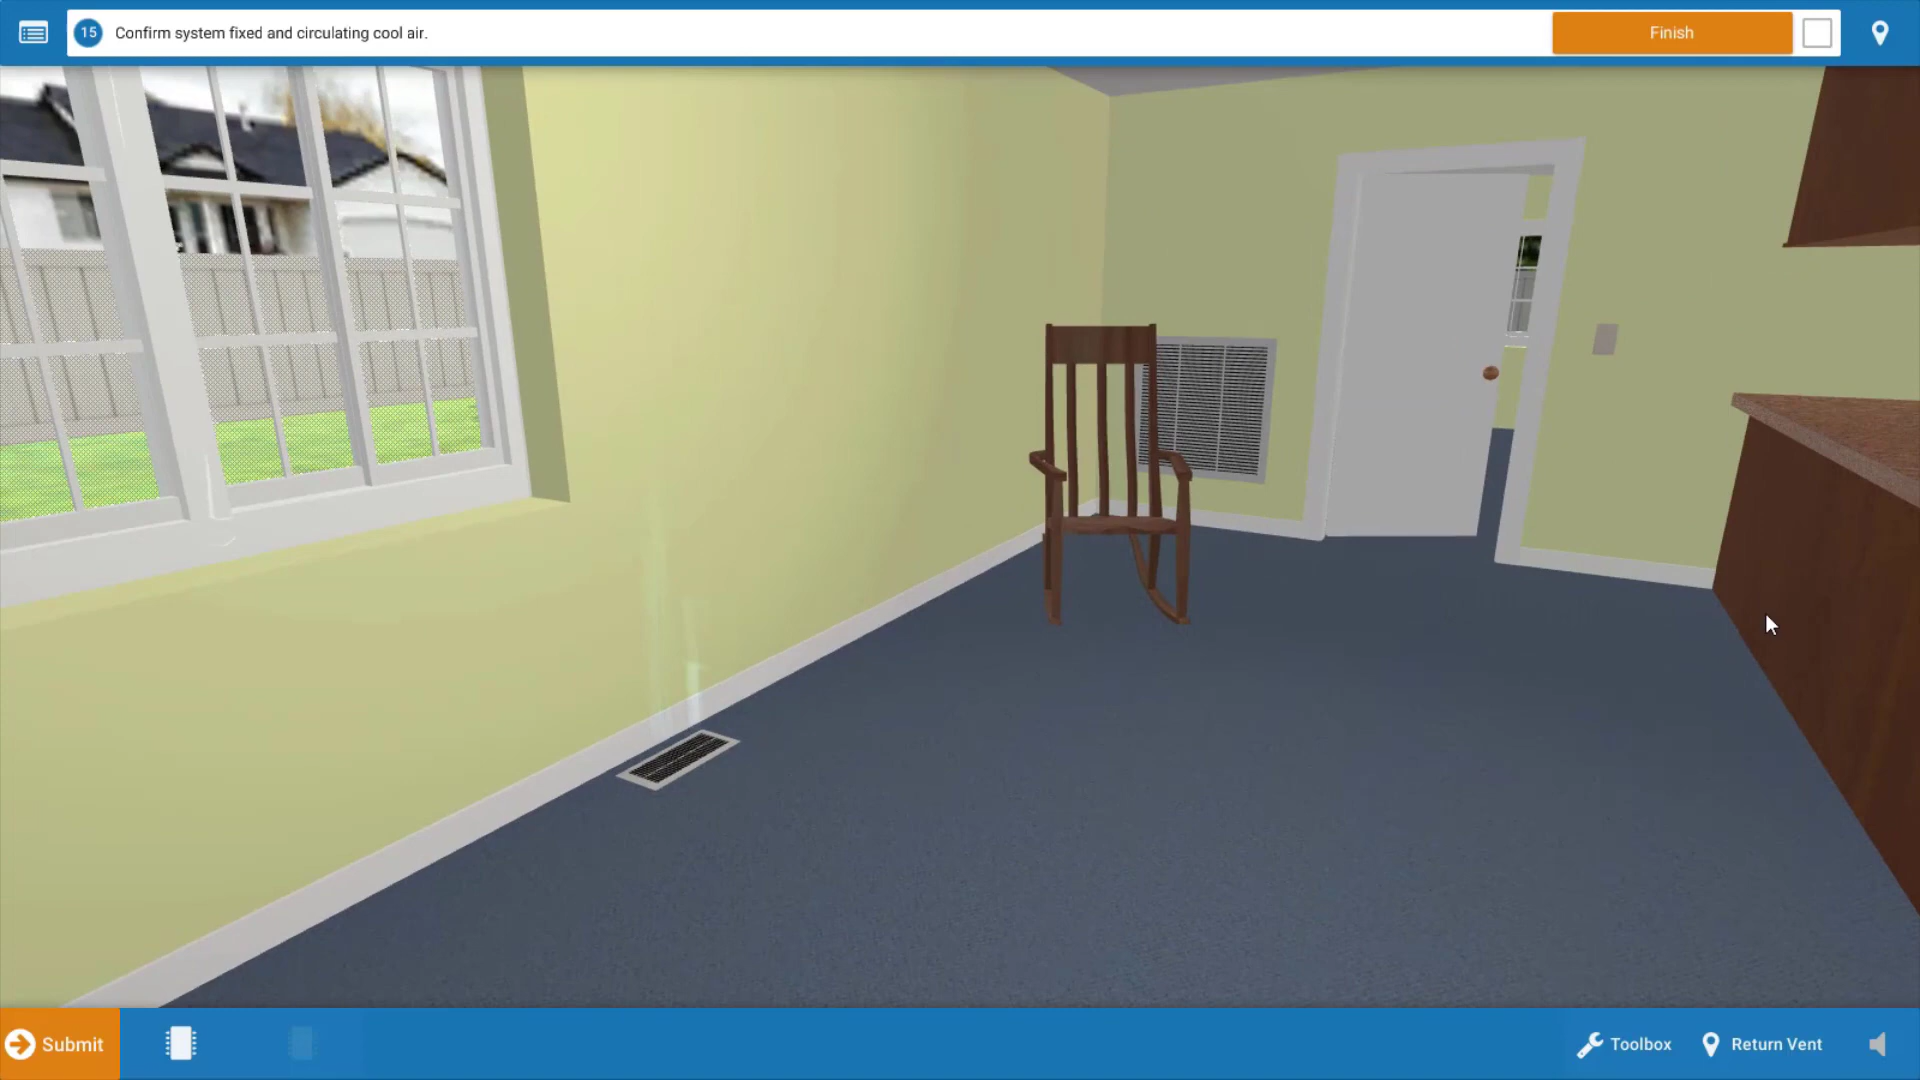 15 Confirm system fixed and circulating cool air.
Finish
Submit
Toolbox
Return Vent